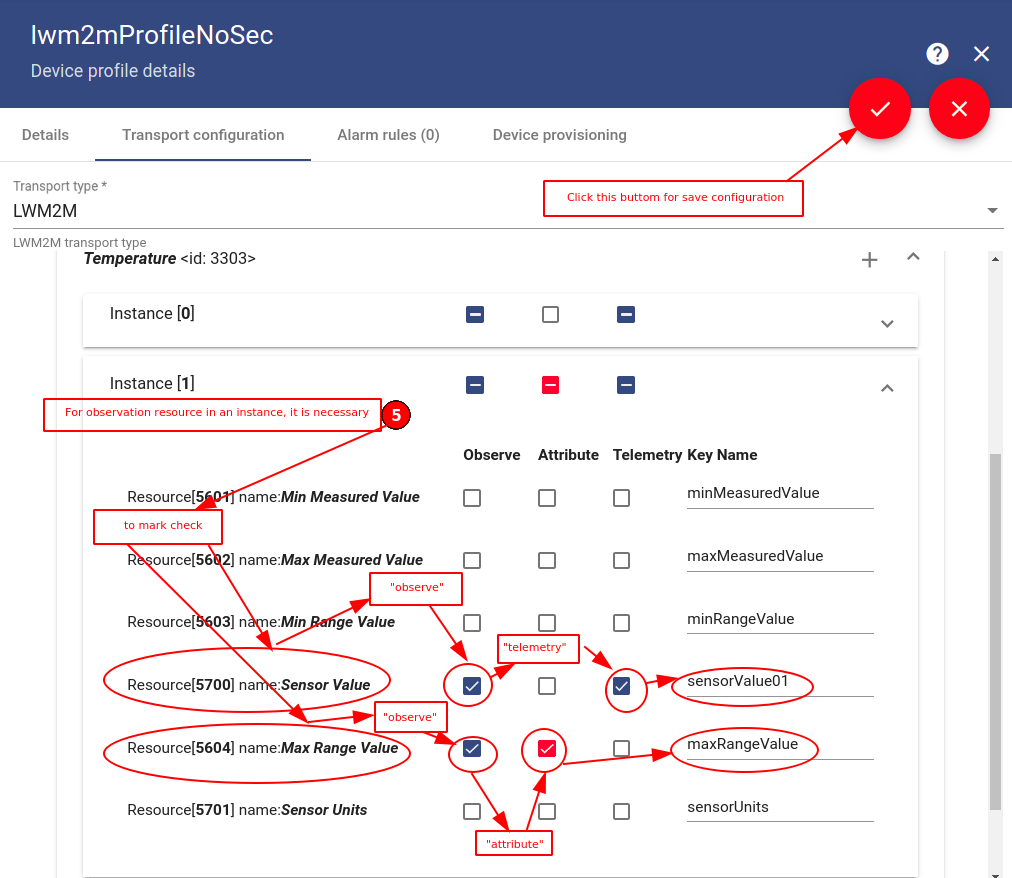 lwm2mProfileNoSec
Device profile details
?
Details Transport configuration Alarm rules (0) Device provisioning
Transport type *
Click this buttom for save configuration
LWM2M
LWM2M transport type
Temperature <id: 3303>
Instance [0]
Instance [1]
For observation resource in an instance, it is necessary 5
Observe Attribute Telemetry Key Name
Resource[5601] name:Min Measured Value minMeasuredValue
to mark check
Resource[5602] name:Max Measured Value maxMeasuredValue
"observe"
Resource[5603] name:Min Range Value minRangeValue
"telemetry"
Resource[5700] name:Sensor Value sensorValue01
"observe"
Resource[5604] name:Max Range Value maxRangeValue
Resource[5701] name:Sensor Units sensorUnits
"attribute"